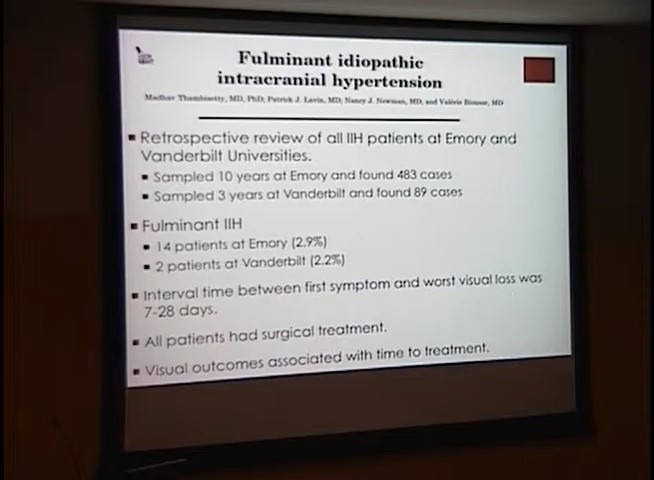 Fulminant idiopathic
intracranial hypertension
Madhav Thambisetty, MD, PhD; Patrick J. Lavin, MD; Nancy J. Newman, MD; and Valérie Biousse, MD
Retrospective review of all IIH patients at Emory and
Vanderbilt Universities.
Sampled 10 years at Emory and found 483 cases
Sampled 3 years at Vanderbilt and found 89 cases
Fulminant IIH
14 patients at Emory (2.9%)
2 patients at Vanderbilt (2.2%)
Interval time between first symptom and worst visual loss was
7-28 days.
All patients had surgical treatment.
Visual outcomes associated with time to treatment.